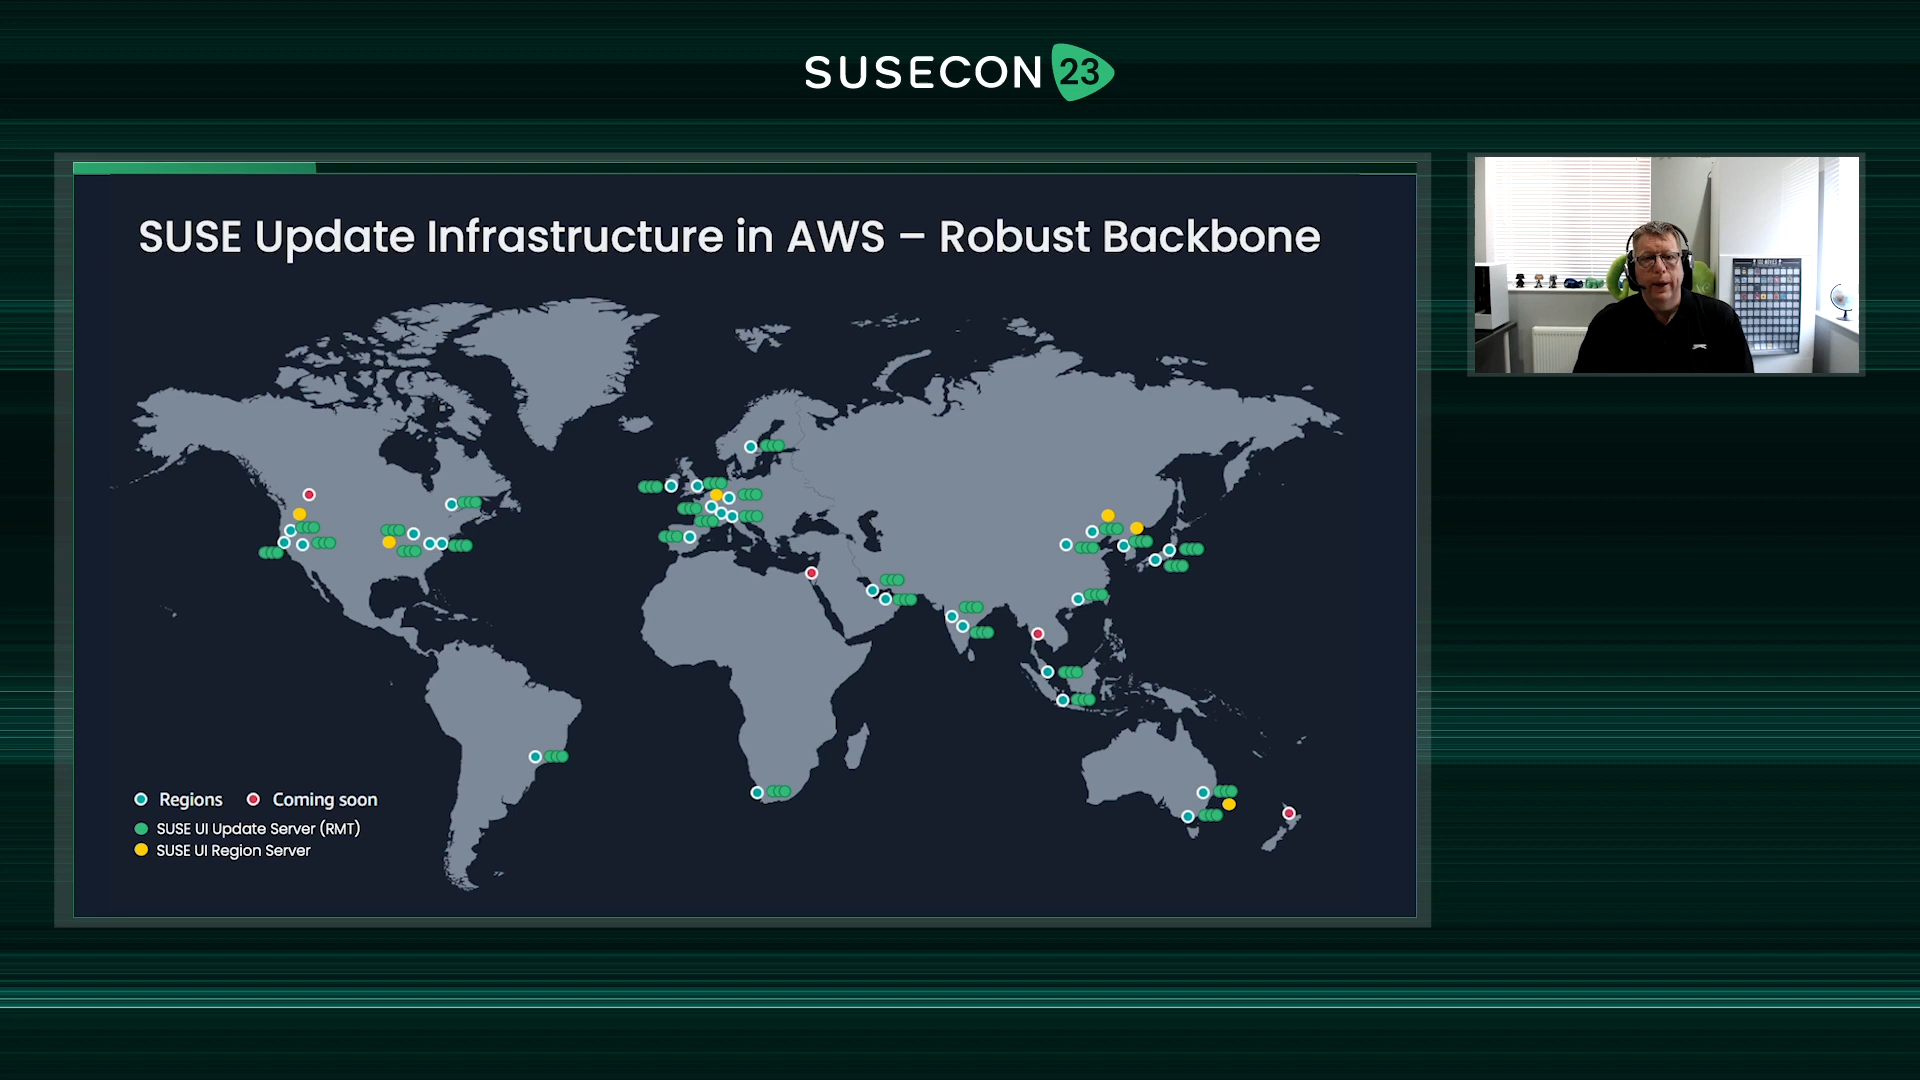 SUSECON 23
SUSE Update Infrastructure in AWS – Robust Backbone
Regions
Coming soon
SUSE UI Update Server (RMT)
SUSE UI Region Server